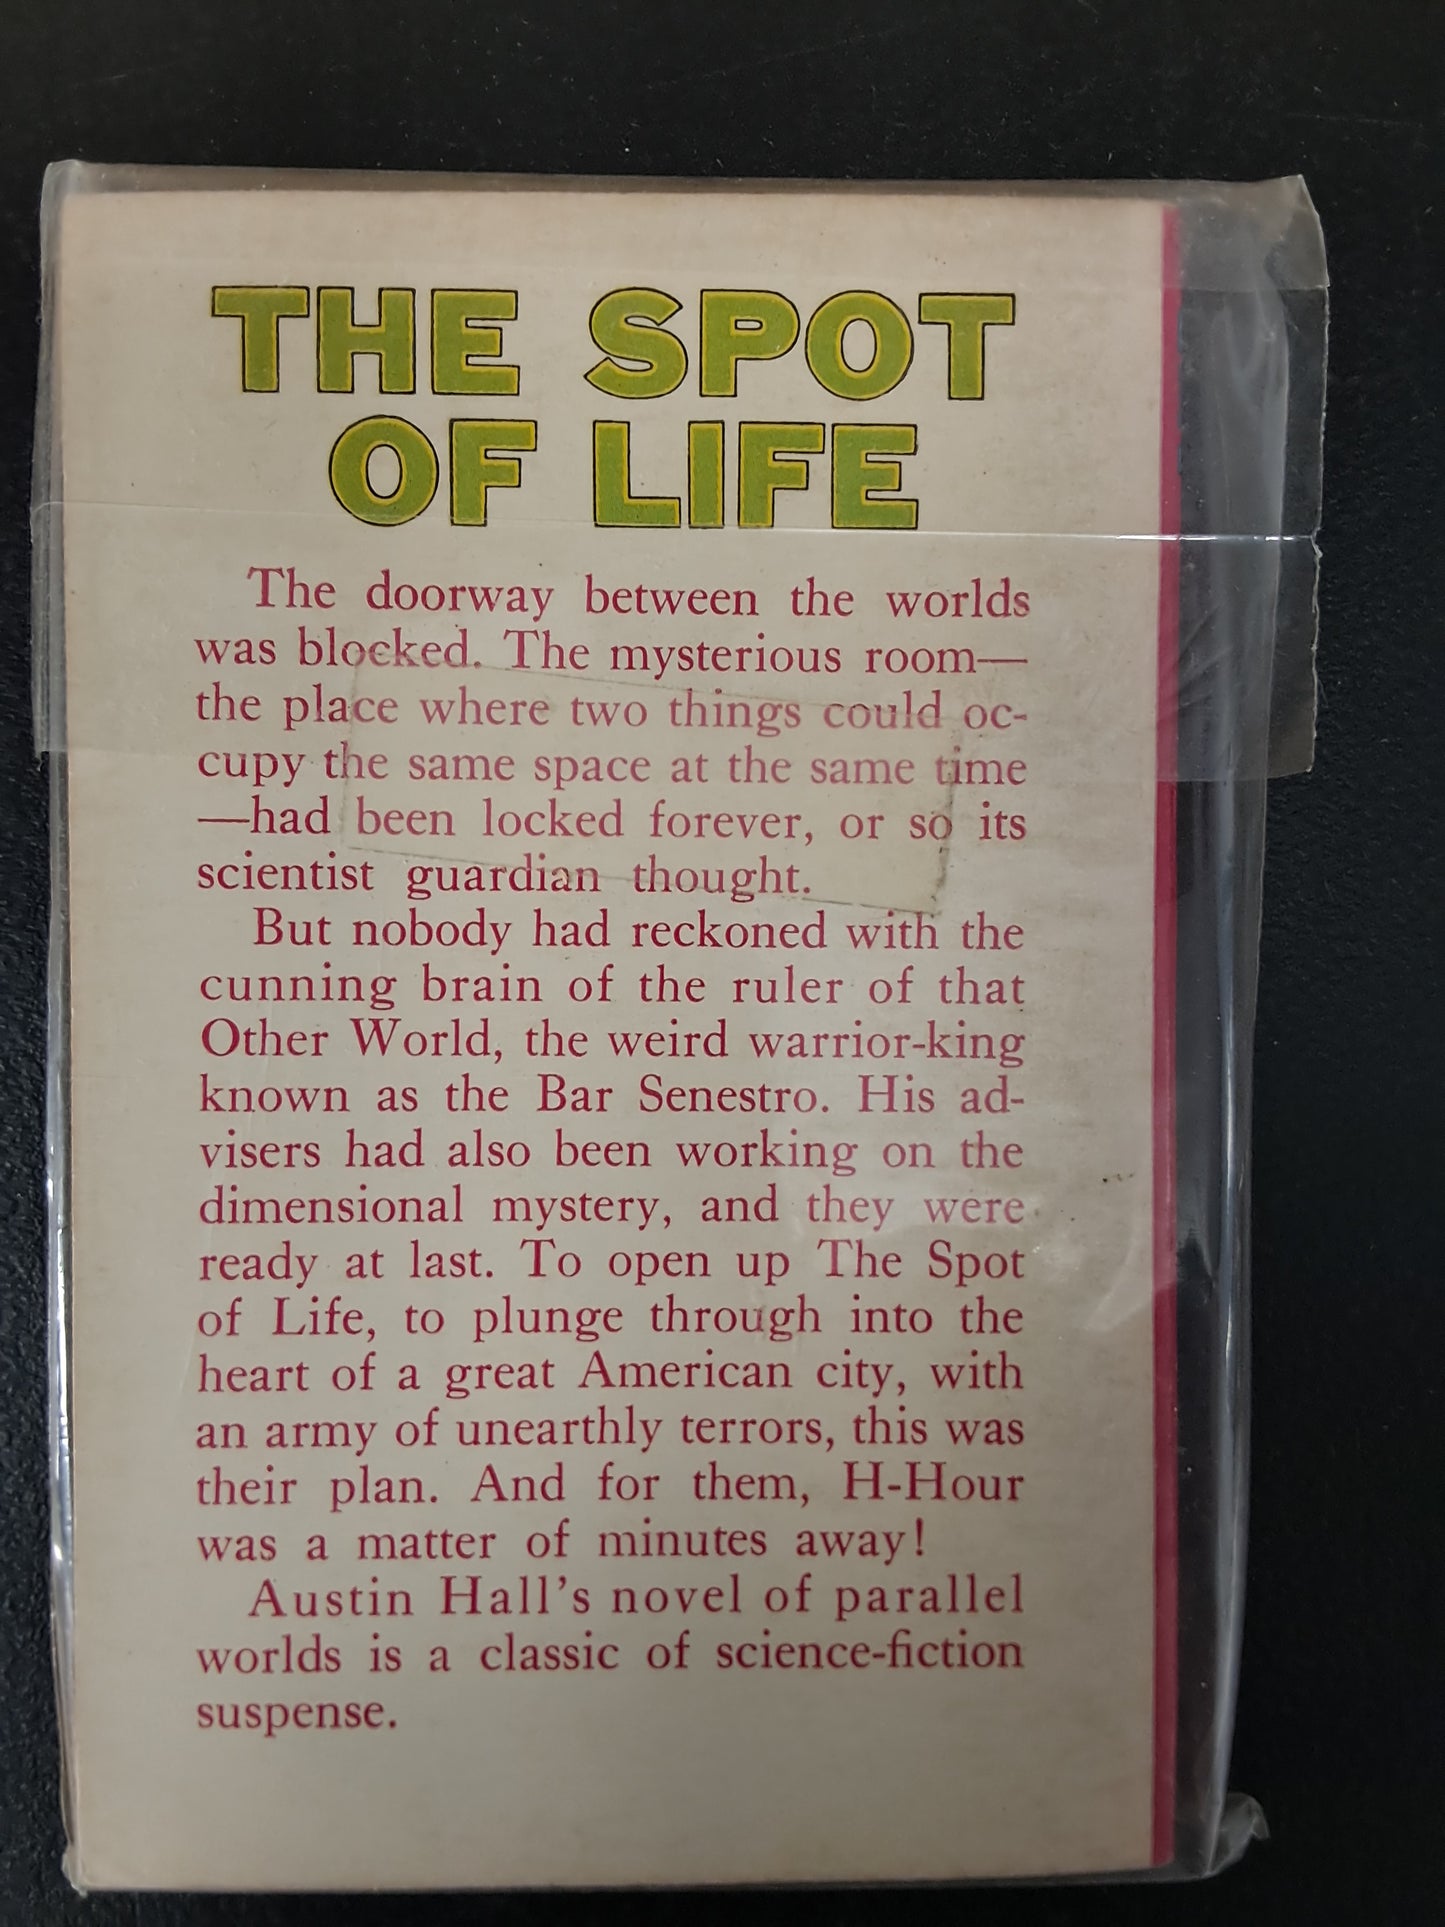 THE SPOT
OF LIFE
The doorway between the worlds
was blocked. The mysterious room—
the place where two things could oc-
cupy the same space at the same time
—had been locked forever, or so its
scientist guardian thought.
But nobody had reckoned with the
cunning brain of the ruler of that
Other World, the weird warrior-king
known as the Bar Senestro. His ad-
visers had also been working on the
dimensional mystery, and they were
ready at last. To open up The Spot
of Life, to plunge through into the
heart of a great American city, with
an army of unearthly terrors, this was
their plan. And for them, H-Hour
was a matter of minutes away!
Austin Hall's novel of parallel
worlds is a classic of science-fiction
suspense.